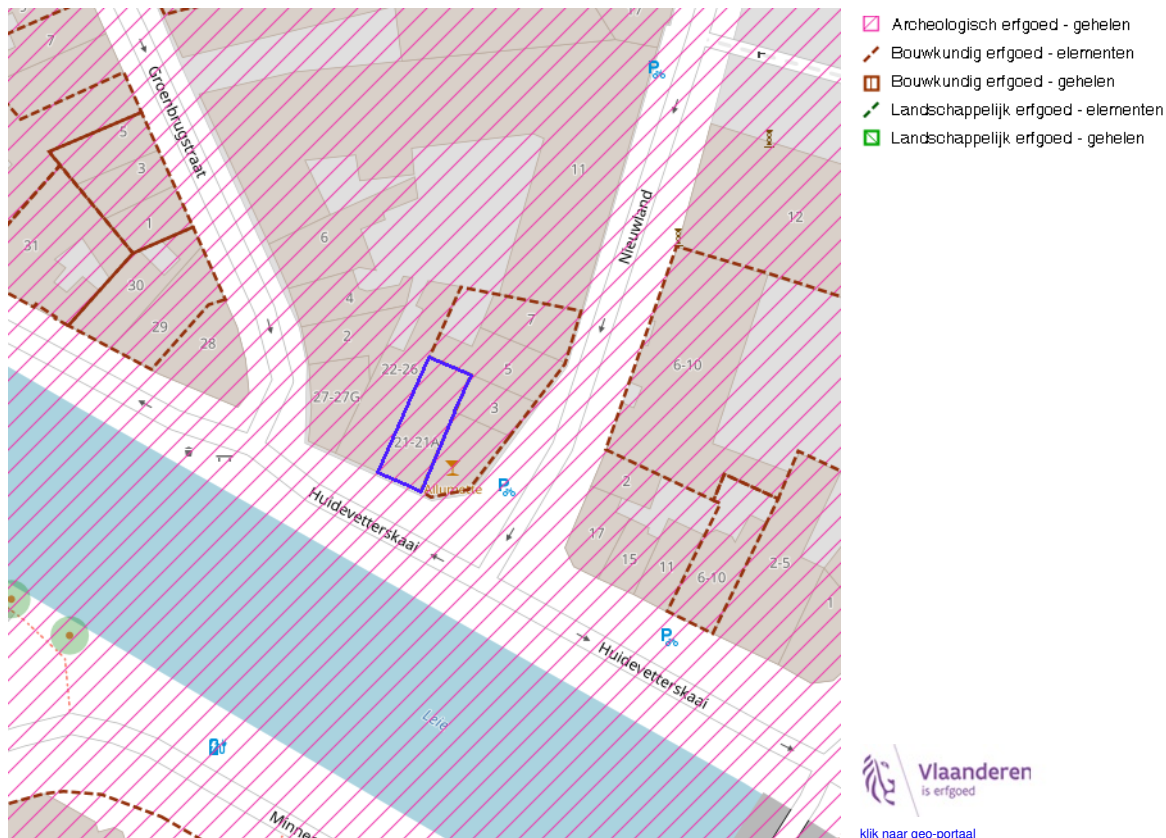 Archeologisch erfgoed - gehelen
Bouwkundig erfgoed - elementen
Bouwkundig erfgoed - gehelen
Landschappelijk erfgoed - elementen
Landschappelijk erfgoed - gehelen
7
Groenbrugstraat
5
3
1
31
30
29
28
6
4
2
27-27G
22-26
21-21A
11
7
5
3
Nieuwland
P
12
6-10
2
17
15
11
6-10
2-5
1
P
P
Huidevetterskaai
Huidevetterskaai
Leie
Vlaanderen
is erfgoed
klik naar geo-portaal